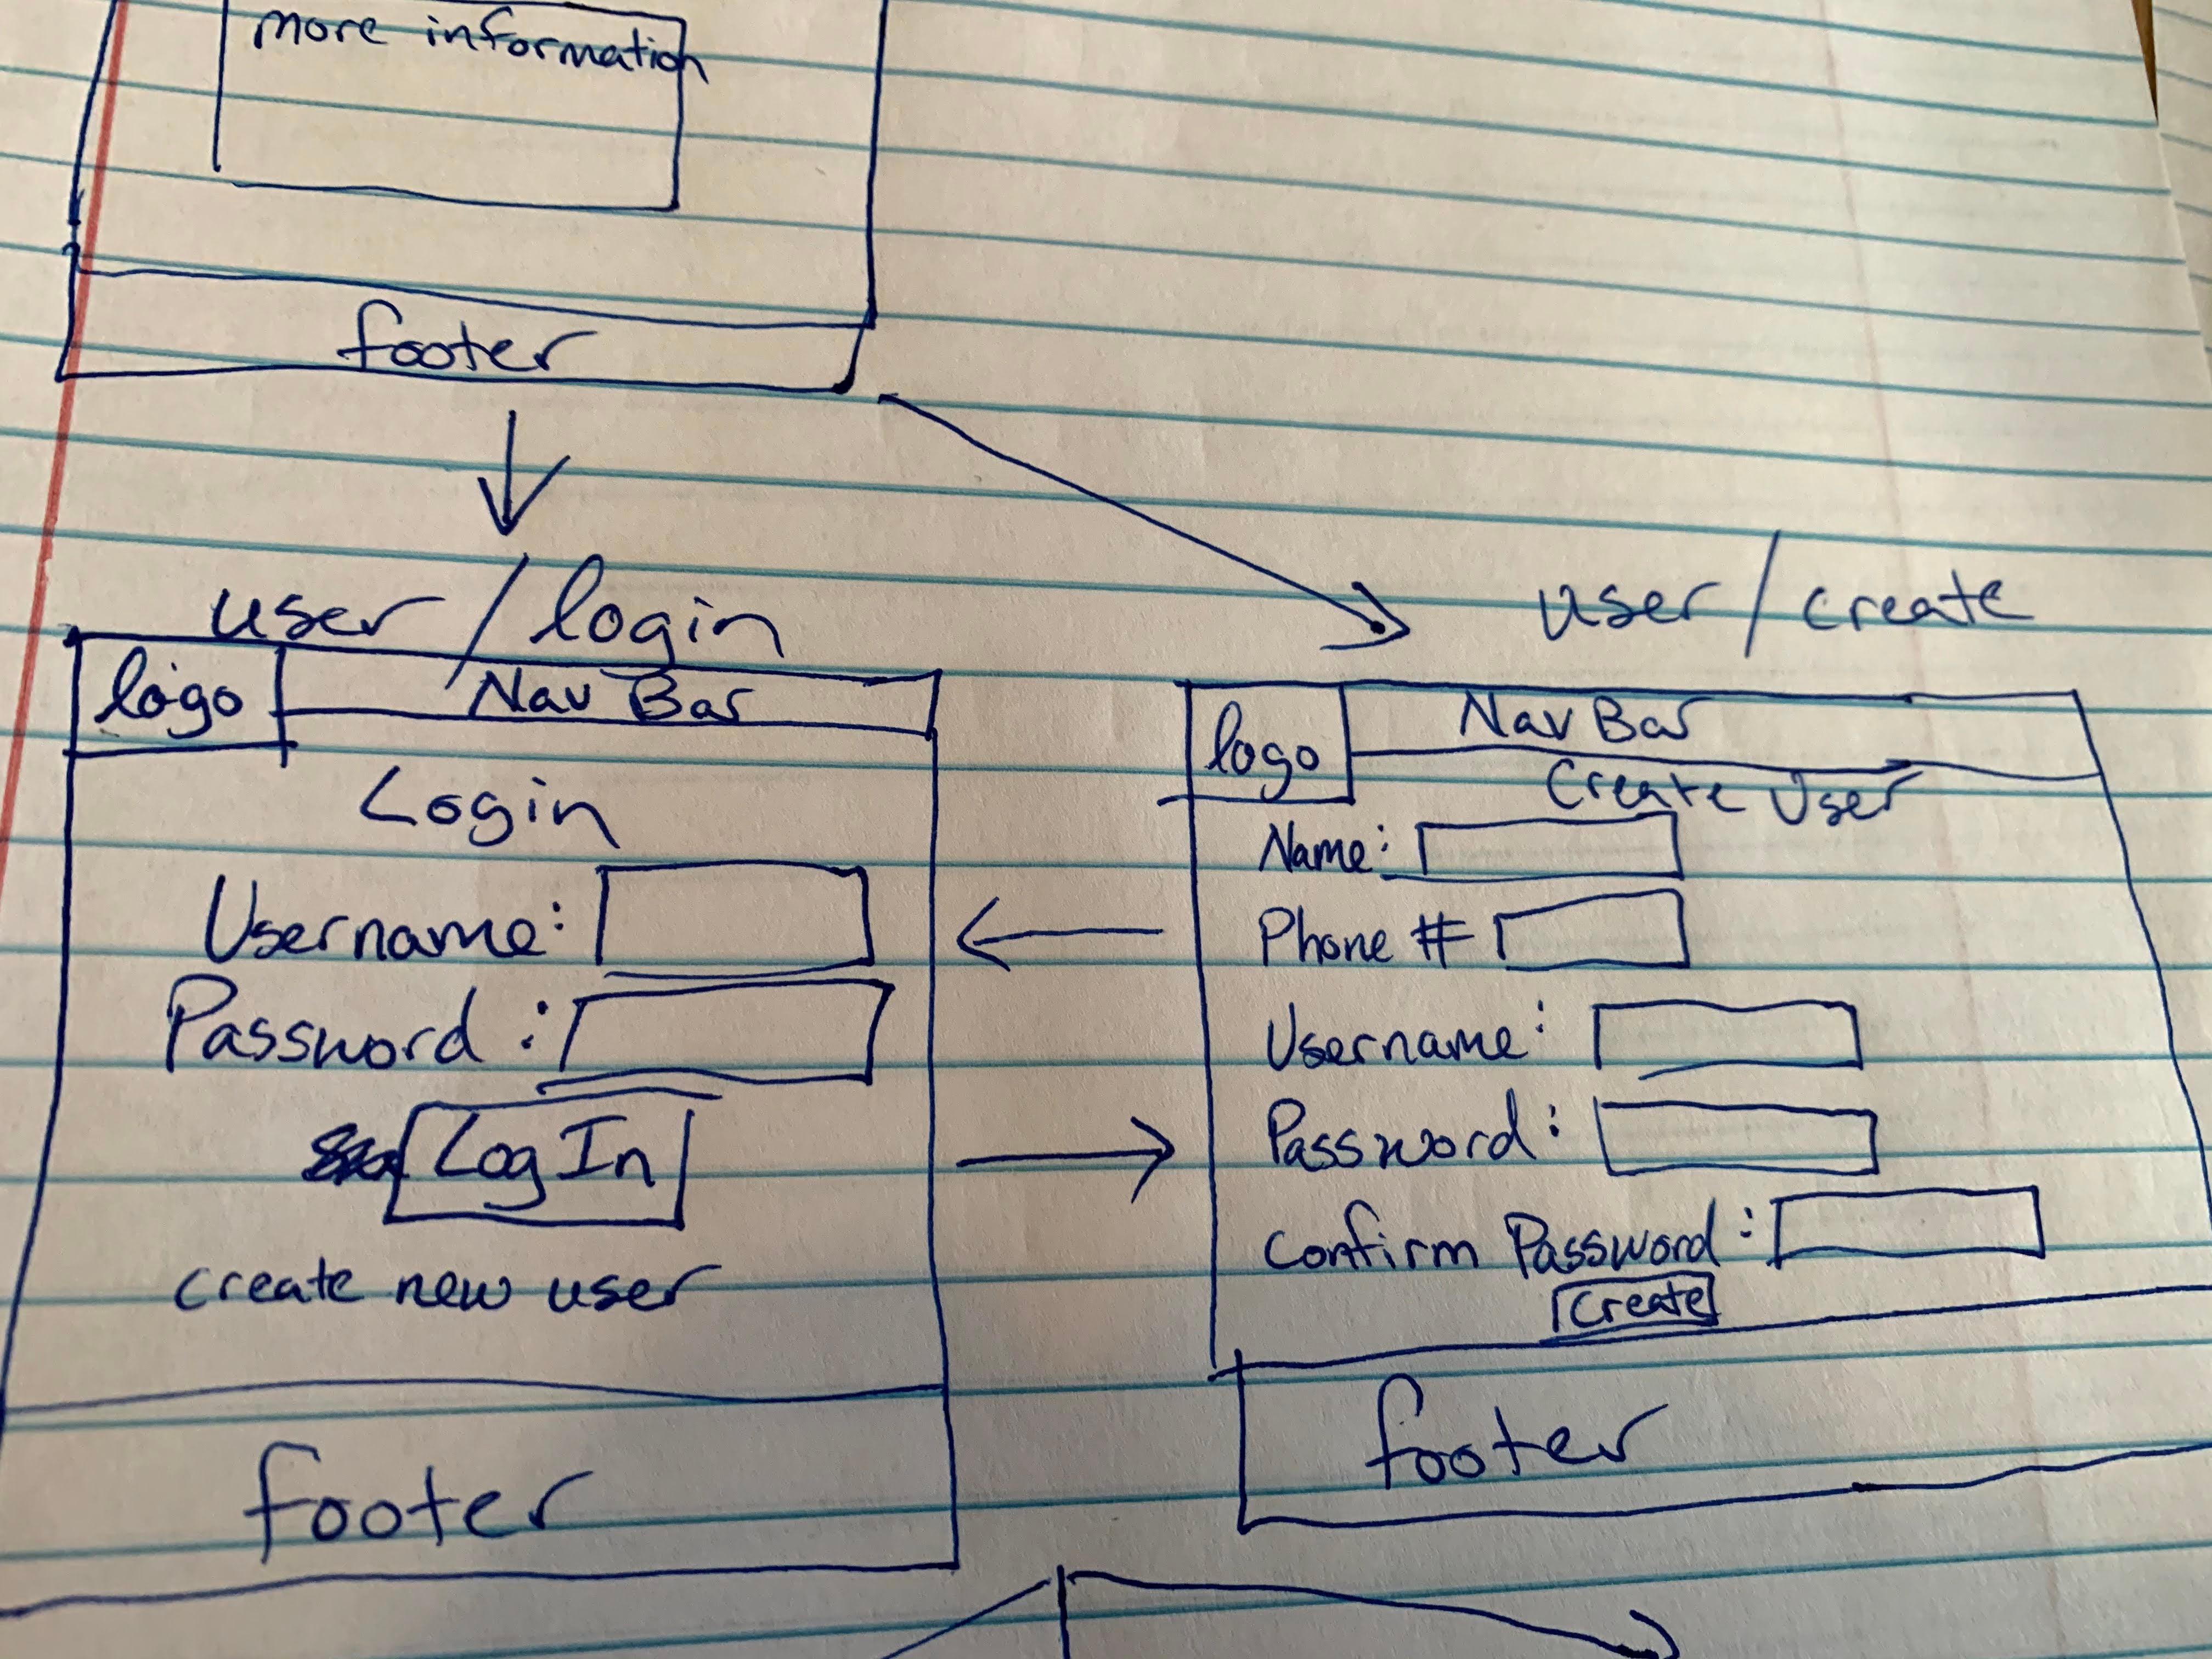 more information
footer
user/login
logo Nav Bar
Login
Username:
Password:
Log In
create new user
footer
user/create
logo Nav Bar
Create User
Name:
Phone #
Username:
Password:
Confirm Password:
Create
footer